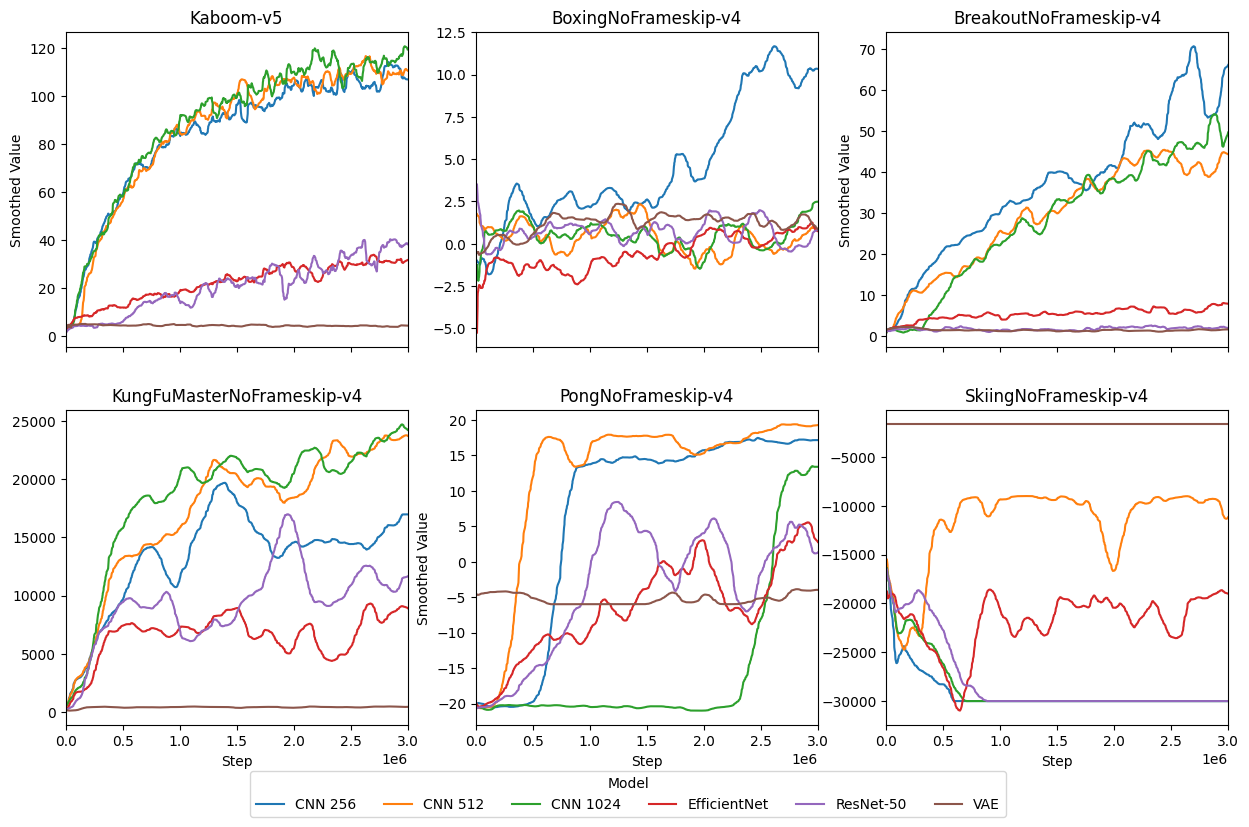 Kaboom-v5
BoxingNoFrameskip-v4
BreakoutNoFrameskip-v4
Smoothed Value
120
100
80
60
40
20
0
12.5
10.0
7.5
5.0
2.5
0.0
−2.5
−5.0
Smoothed Value
70
60
50
40
30
20
10
0
KungFuMasterNoFrameskip-v4
PongNoFrameskip-v4
SkiingNoFrameskip-v4
25000
20000
15000
10000
5000
0
0.0 0.5 1.0 1.5 2.0 2.5 3.0
Step
1e6
Smoothed Value
20
15
10
5
0
−5
−10
−15
−20
0.0 0.5 1.0 1.5 2.0 2.5 3.0
Step
1e6
−5000
−10000
−15000
−20000
−25000
−30000
0.0 0.5 1.0 1.5 2.0 2.5 3.0
Step
1e6
Model
CNN 256 CNN 512 CNN 1024 EfficientNet ResNet-50 VAE